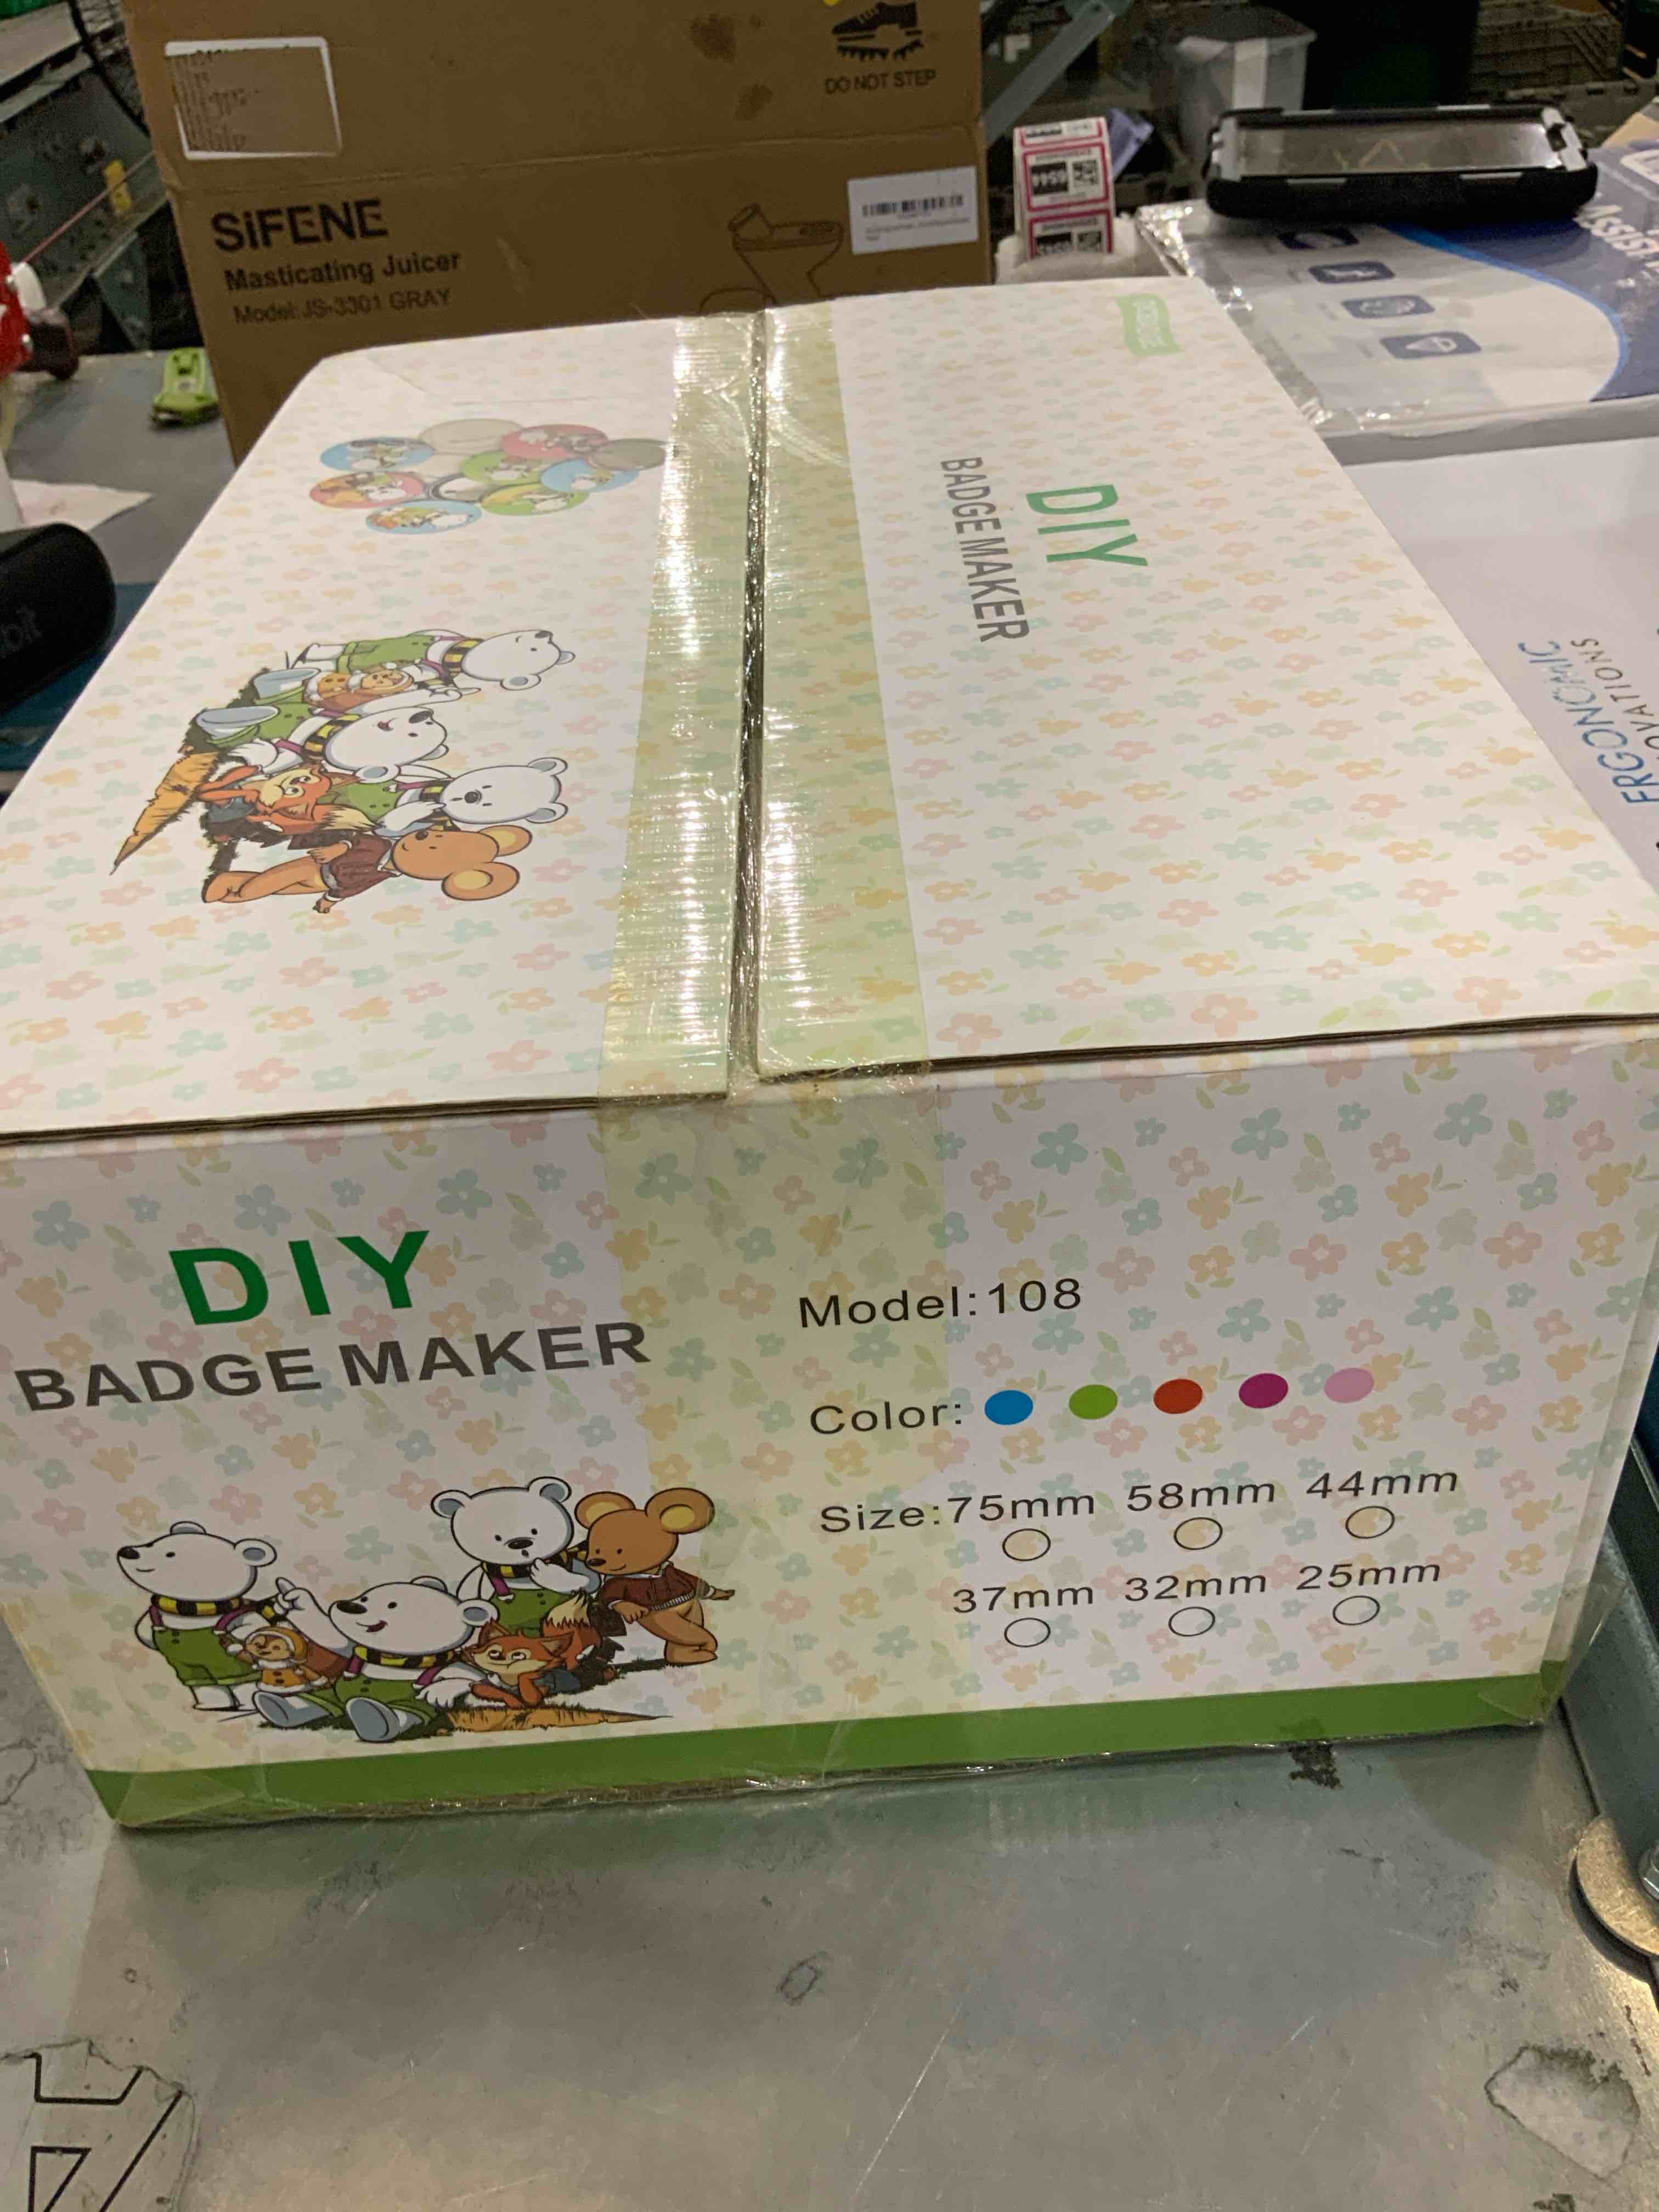 DO NOT STEP
SiFENE
Masticating Juicer
Model:JS-3301 GRAY
DIY
BADGE MAKER
ERGONOMIC
DIY
BADGE MAKER
Model:108
Color:
Size:75mm 58mm 44mm
37mm 32mm 25mm